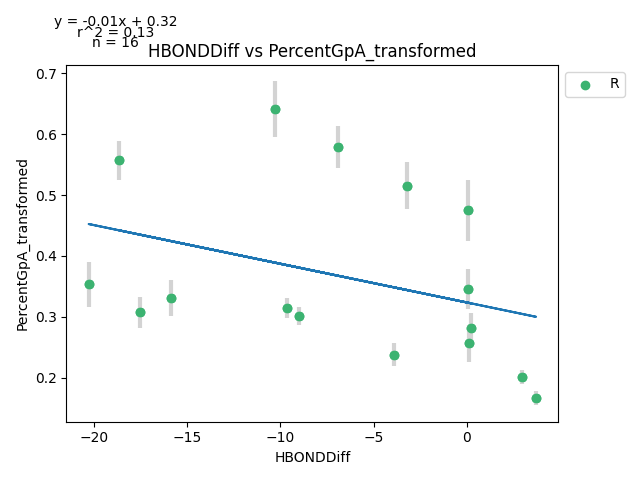 y = -0.01x + 0.32
r^2 = 0.13
n = 16
HBONDDiff vs PercentGpA_transformed
R
PercentGpA_transformed
0.7
0.6
0.5
0.4
0.3
0.2
−20
−15
−10
−5
0
HBONDDiff